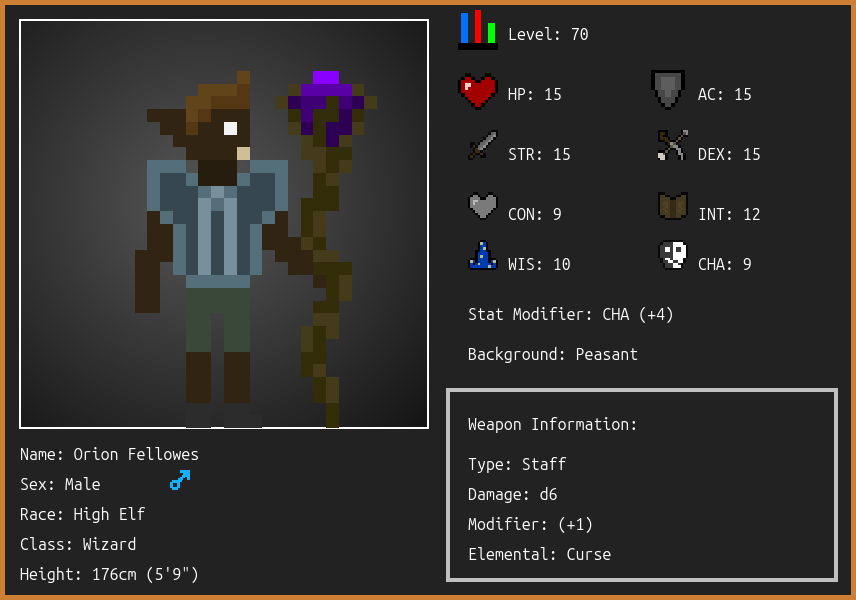 Level: 70
HP: 15
AC: 15
STR: 15
DEX: 15
CON: 9
INT: 12
WIS: 10
CHA: 9
Stat Modifier: CHA (+4)
Background: Peasant
Weapon Information:
Type: Staff
Damage: d6
Modifier: (+1)
Elemental: Curse
Name: Orion Fellowes
Sex: Male
Race: High Elf
Class: Wizard
Height: 176cm (5'9")